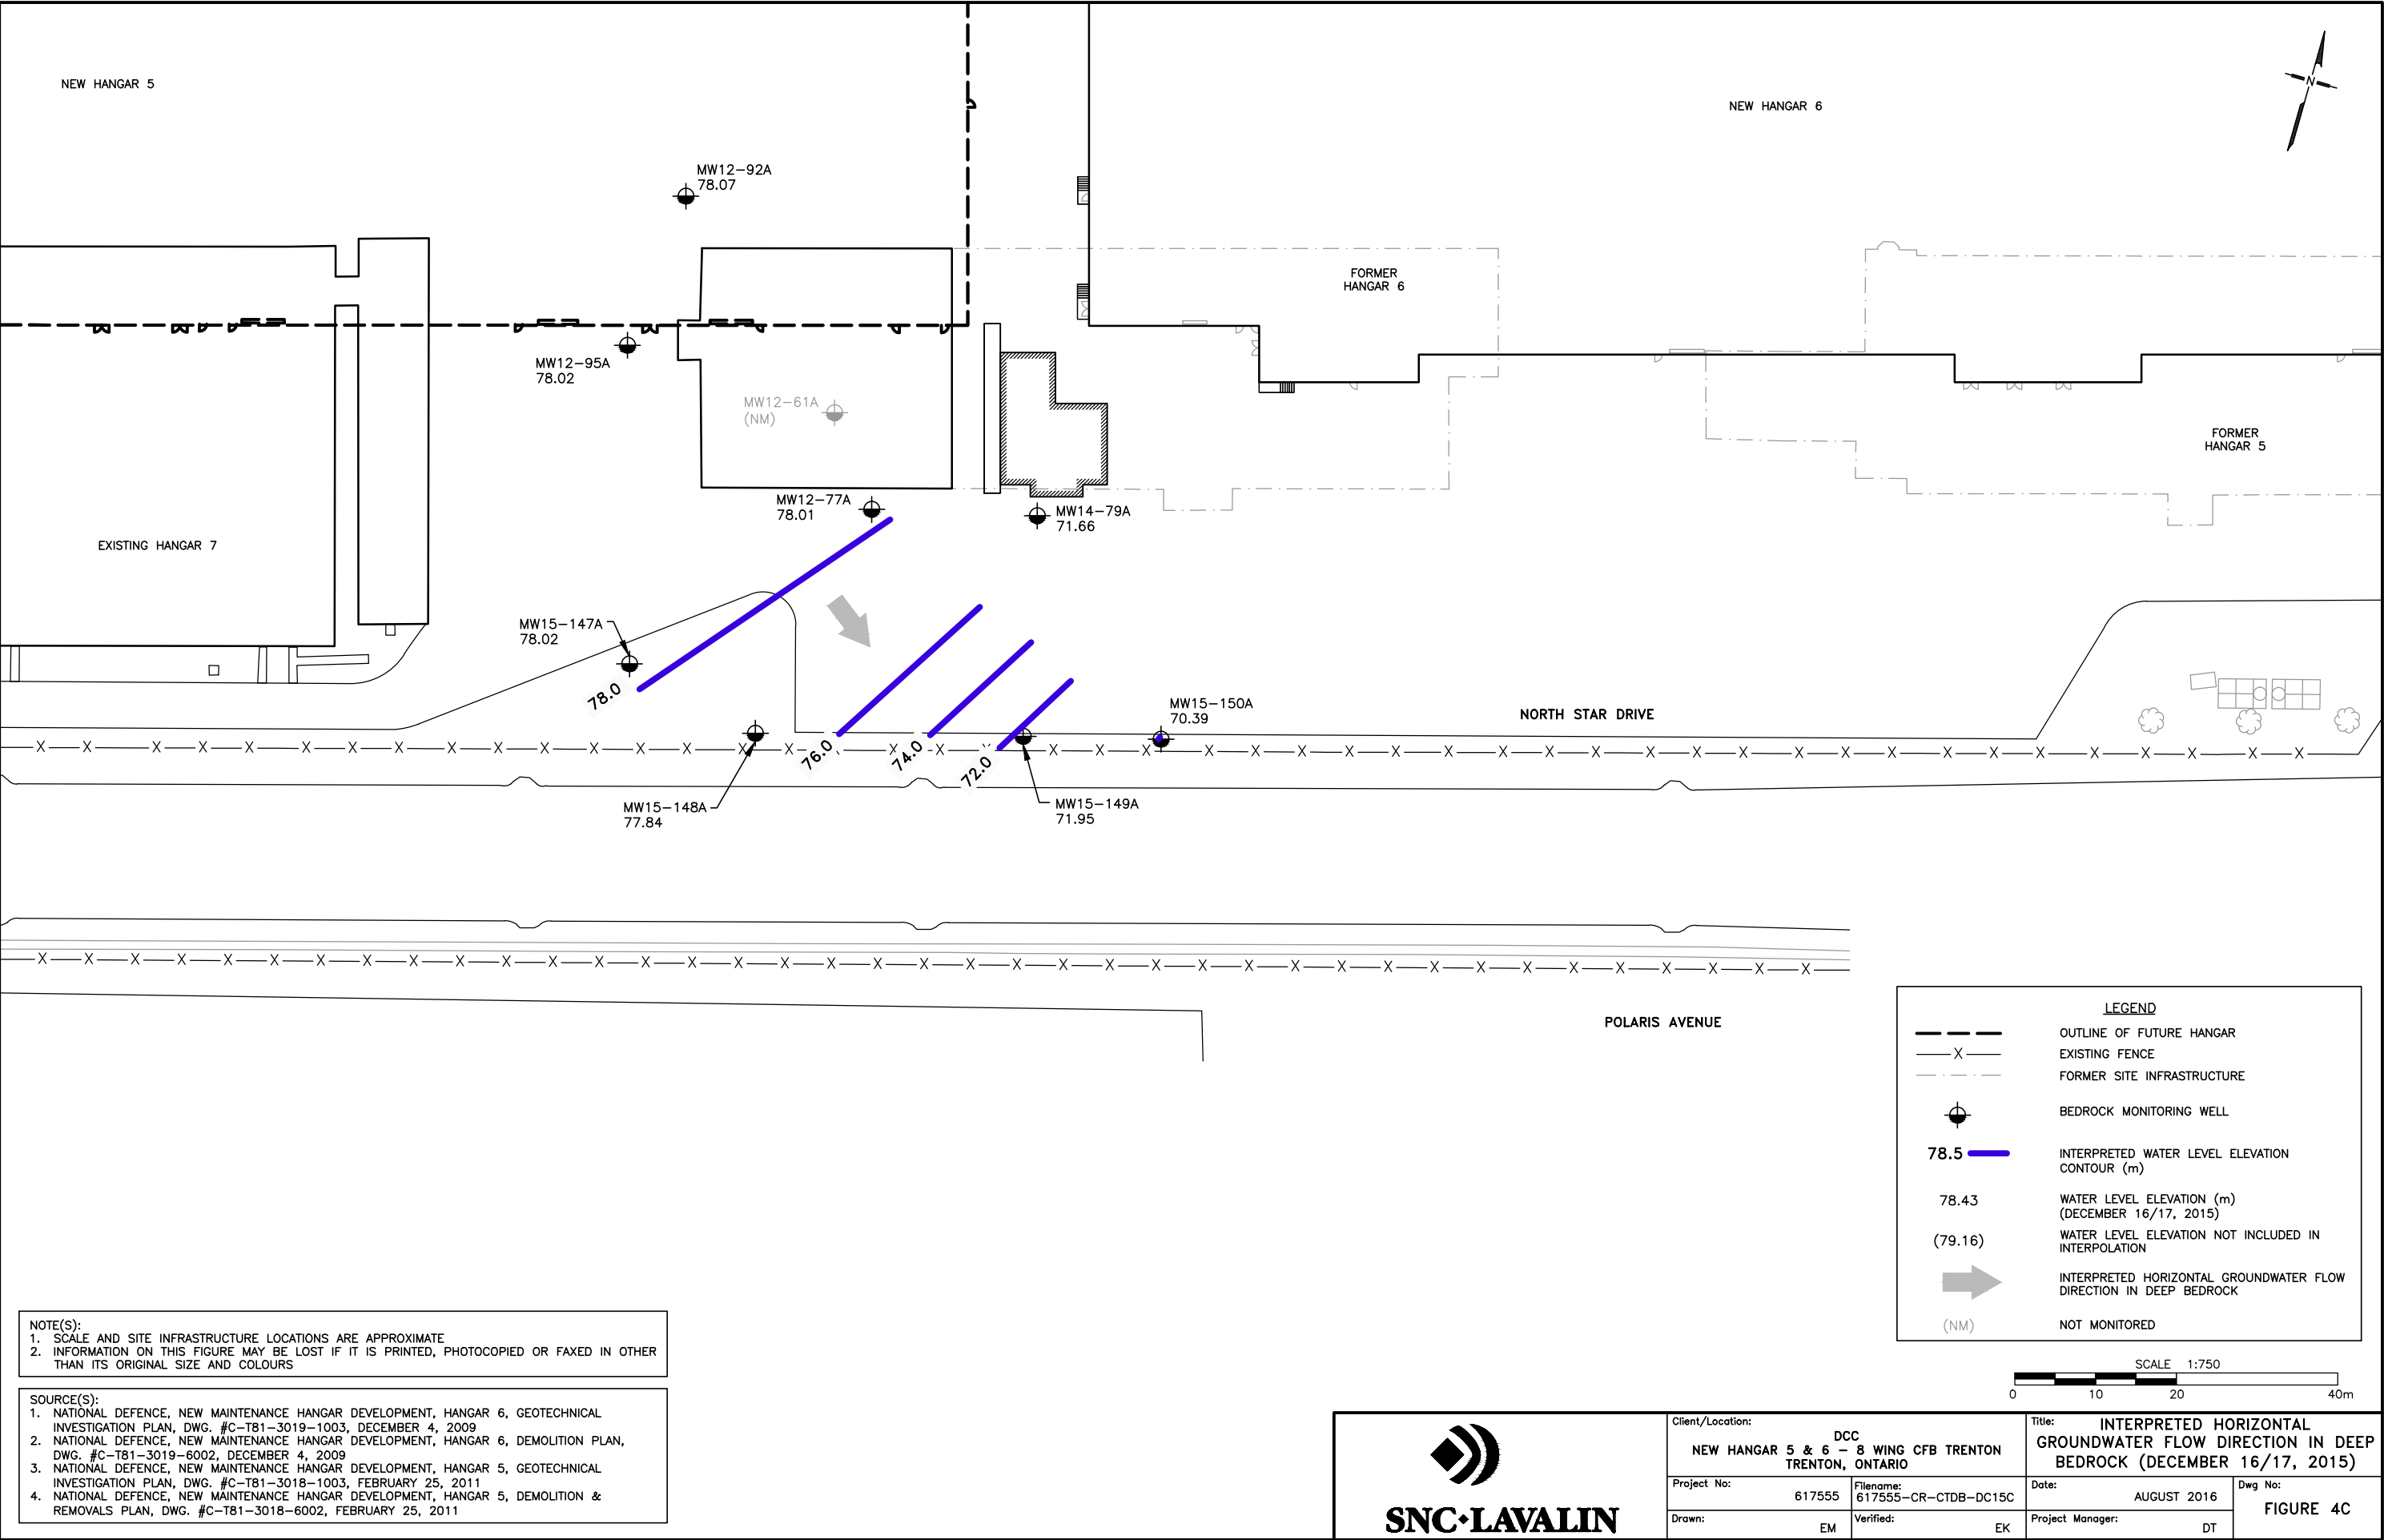 NEW HANGAR 5
NEW HANGAR 6
N
MW12-92A
78.07
FORMER
HANGAR 6
MW12-95A
78.02
MW12-61A
(NM)
FORMER
HANGAR 5
MW12-77A
78.01
MW14-79A
71.66
EXISTING HANGAR 7
MW15-147A
78.02
78.0
MW15-150A
70.39
NORTH STAR DRIVE
76.0
74.0
72.0
MW15-148A
77.84
MW15-149A
71.95
POLARIS AVENUE
LEGEND
OUTLINE OF FUTURE HANGAR
X EXISTING FENCE
FORMER SITE INFRASTRUCTURE
BEDROCK MONITORING WELL
78.5 INTERPRETED WATER LEVEL ELEVATION
CONTOUR (m)
78.43 WATER LEVEL ELEVATION (m)
(DECEMBER 16/17, 2015)
(79.16) WATER LEVEL ELEVATION NOT INCLUDED IN
INTERPOLATION
INTERPRETED HORIZONTAL GROUNDWATER FLOW
DIRECTION IN DEEP BEDROCK
(NM) NOT MONITORED
NOTE(S):
1. SCALE AND SITE INFRASTRUCTURE LOCATIONS ARE APPROXIMATE
2. INFORMATION ON THIS FIGURE MAY BE LOST IF IT IS PRINTED, PHOTOCOPIED OR FAXED IN OTHER
THAN ITS ORIGINAL SIZE AND COLOURS
SOURCE(S):
1. NATIONAL DEFENCE, NEW MAINTENANCE HANGAR DEVELOPMENT, HANGAR 6, GEOTECHNICAL
INVESTIGATION PLAN, DWG. #C-T81-3019-1003, DECEMBER 4, 2009
2. NATIONAL DEFENCE, NEW MAINTENANCE HANGAR DEVELOPMENT, HANGAR 6, DEMOLITION PLAN,
DWG. #C-T81-3019-6002, DECEMBER 4, 2009
3. NATIONAL DEFENCE, NEW MAINTENANCE HANGAR DEVELOPMENT, HANGAR 5, GEOTECHNICAL
INVESTIGATION PLAN, DWG. #C-T81-3018-1003, FEBRUARY 25, 2011
4. NATIONAL DEFENCE, NEW MAINTENANCE HANGAR DEVELOPMENT, HANGAR 5, DEMOLITION &
REMOVALS PLAN, DWG. #C-T81-3018-6002, FEBRUARY 25, 2011
SCALE 1:750
0 10 20 40m
SNC♦LAVALIN
Client/Location:
DCC
NEW HANGAR 5 & 6 - 8 WING CFB TRENTON
TRENTON, ONTARIO
Title: INTERPRETED HORIZONTAL
GROUNDWATER FLOW DIRECTION IN DEEP
BEDROCK (DECEMBER 16/17, 2015)
Project No: 617555
Filename: 617555-CR-CTDB-DC15C
Date: AUGUST 2016
Dwg No: FIGURE 4C
Drawn: EM
Verified: EK
Project Manager: DT